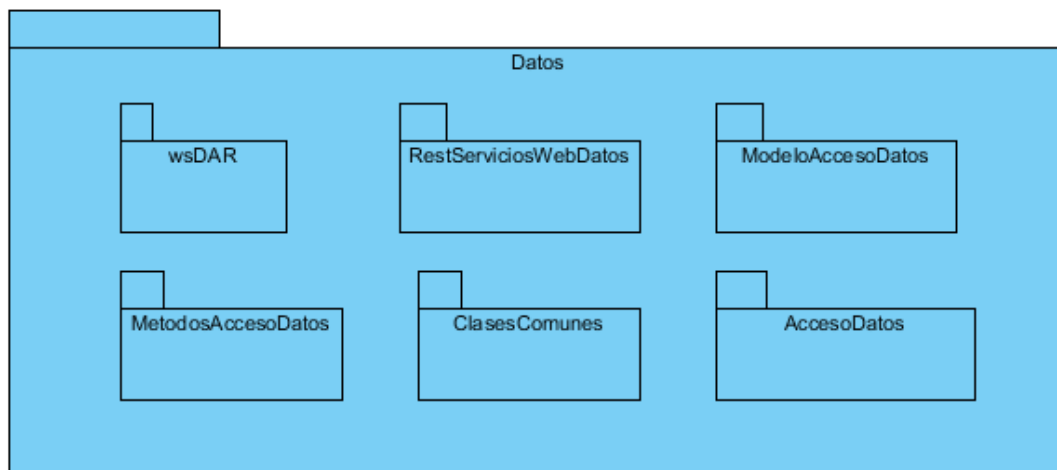 Datos
wsDAR
RestServiciosWebDatos
ModeloAccesoDatos
MetodosAccesoDatos
ClasesComunes
AccesoDatos